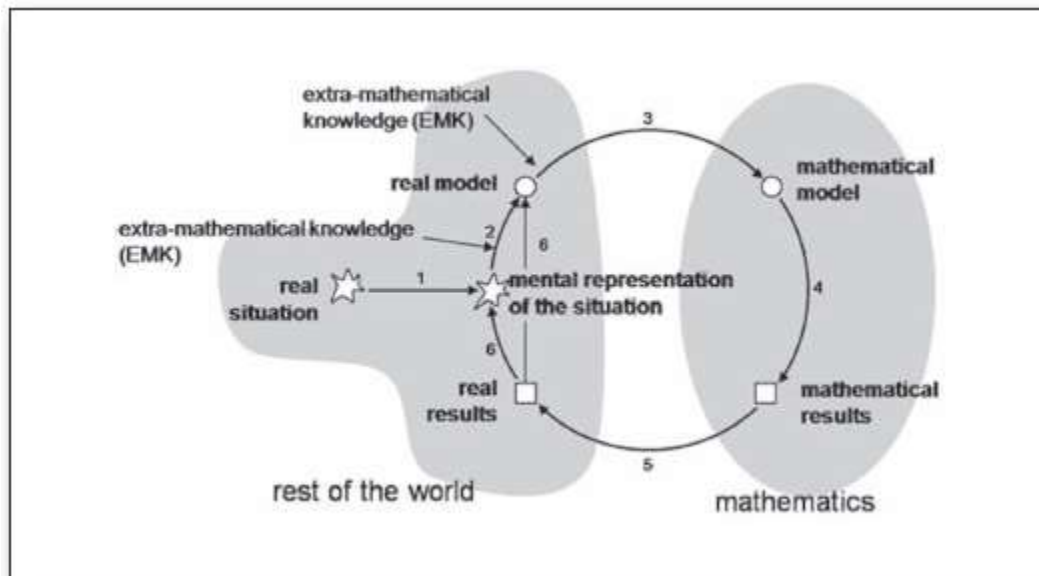 extra-mathematical
knowledge (EMK)
3
real model
mathematical
model
extra-mathematical knowledge
(EMK)
2
6
1
real
situation
mental representation
of the situation
4
6
real
results
mathematical
results
5
rest of the world
mathematics